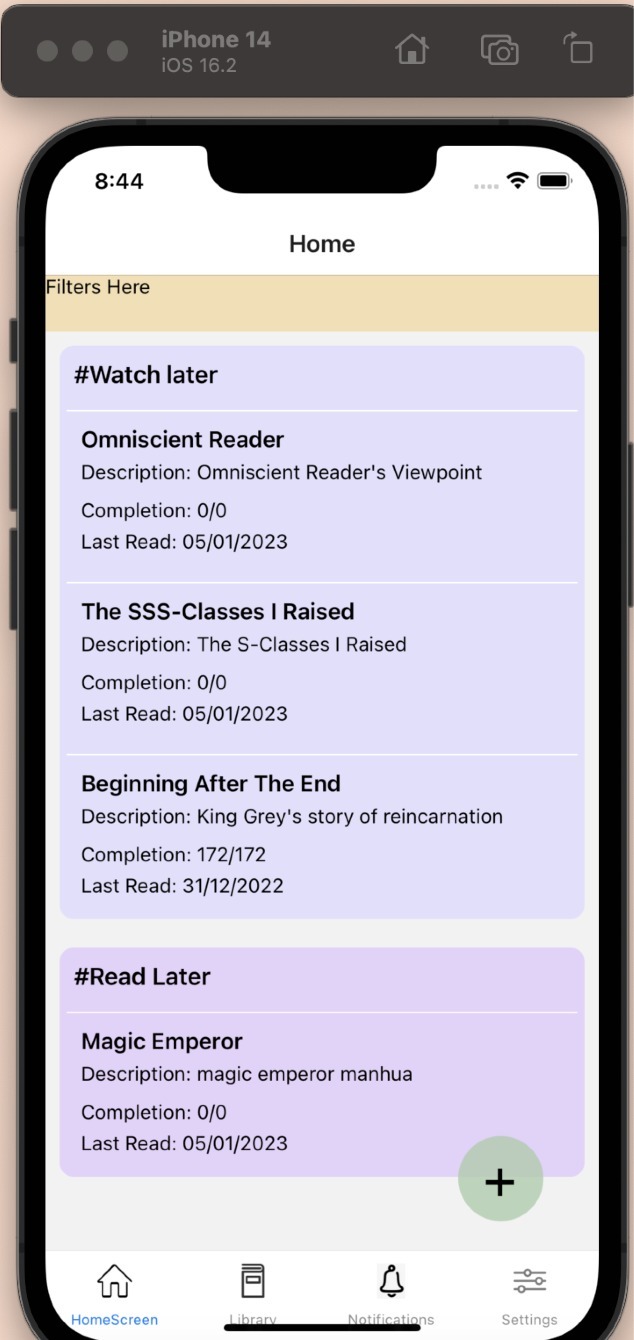 iPhone 14
iOS 16.2
8:44
Home
Filters Here
#Watch later
Omniscient Reader
Description: Omniscient Reader's Viewpoint
Completion: 0/0
Last Read: 05/01/2023
The SSS-Classes I Raised
Description: The S-Classes I Raised
Completion: 0/0
Last Read: 05/01/2023
Beginning After The End
Description: King Grey's story of reincarnation
Completion: 172/172
Last Read: 31/12/2022
#Read Later
Magic Emperor
Description: magic emperor manhua
Completion: 0/0
Last Read: 05/01/2023
+
HomeScreen Library Notifications Settings